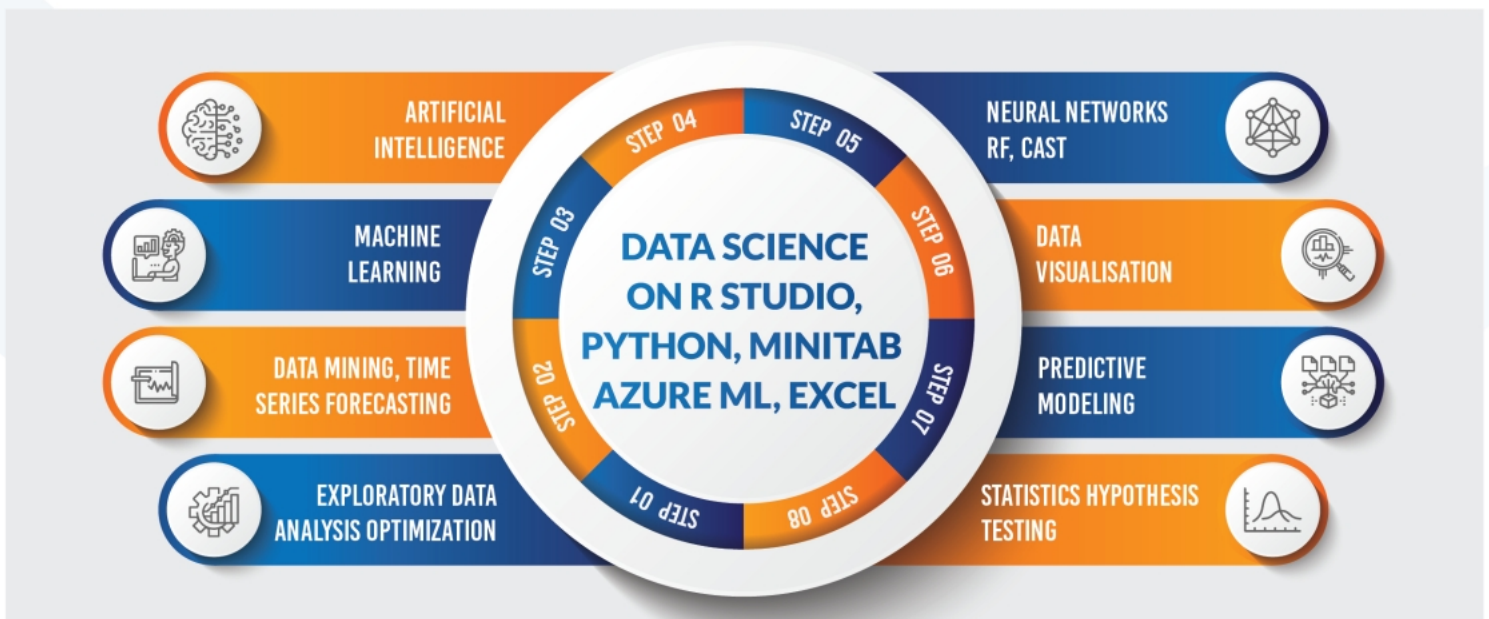 ARTIFICIAL
INTELLIGENCE
MACHINE
LEARNING
DATA MINING, TIME
SERIES FORECASTING
EXPLORATORY DATA
ANALYSIS OPTIMIZATION
STEP 01
STEP 02
STEP 03
STEP 04
STEP 05
STEP 06
STEP 07
STEP 08
DATA SCIENCE
ON R STUDIO,
PYTHON, MINITAB
AZURE ML, EXCEL
NEURAL NETWORKS
RF, CAST
DATA
VISUALISATION
PREDICTIVE
MODELING
STATISTICS HYPOTHESIS
TESTING